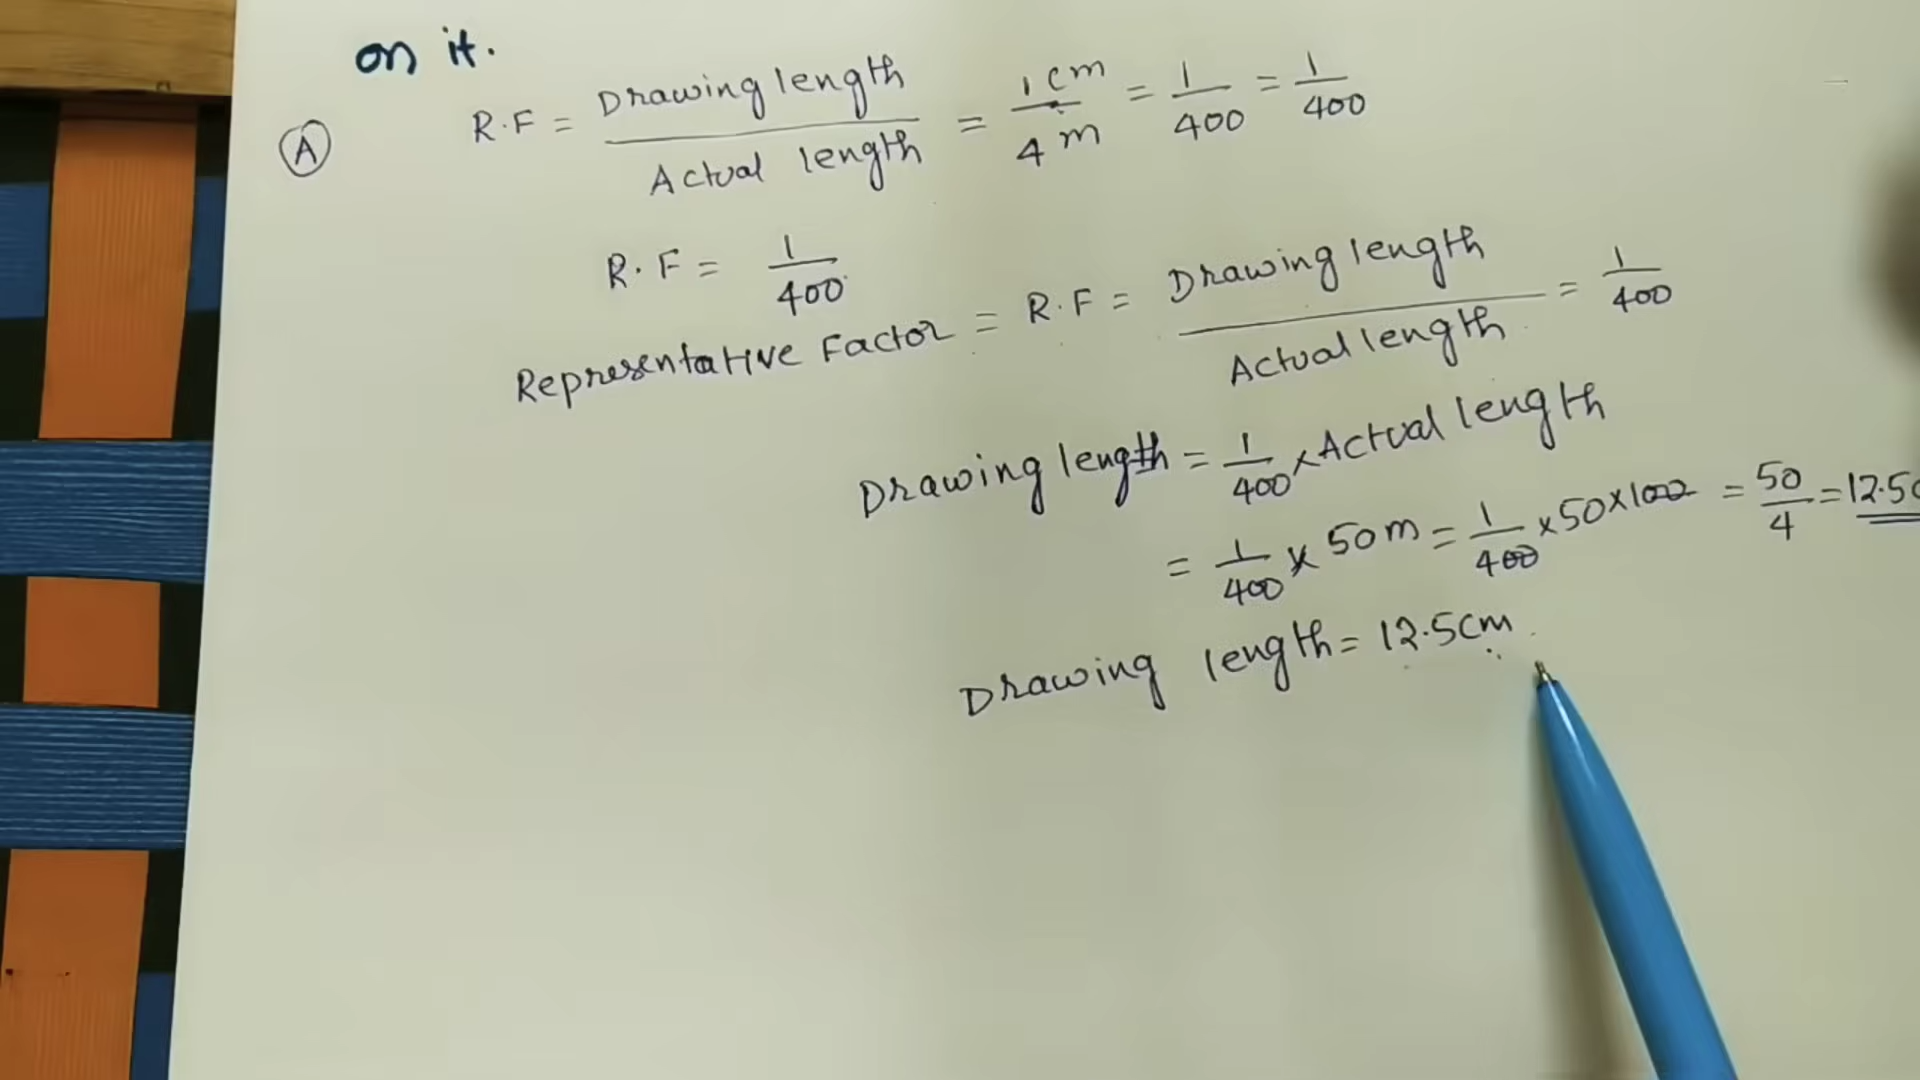 on it.
(A) R.F = Drawing length / Actual length = 1 cm / 4 m = 1/400 = 1/400
R.F = 1/400
Representative Factor = R.F = Drawing length / Actual length = 1/400
Drawing length = 1/400 × Actual length
= 1/400 × 50 m = 1/400 × 50×100 = 50/4 = 12.5
Drawing length = 12.5cm